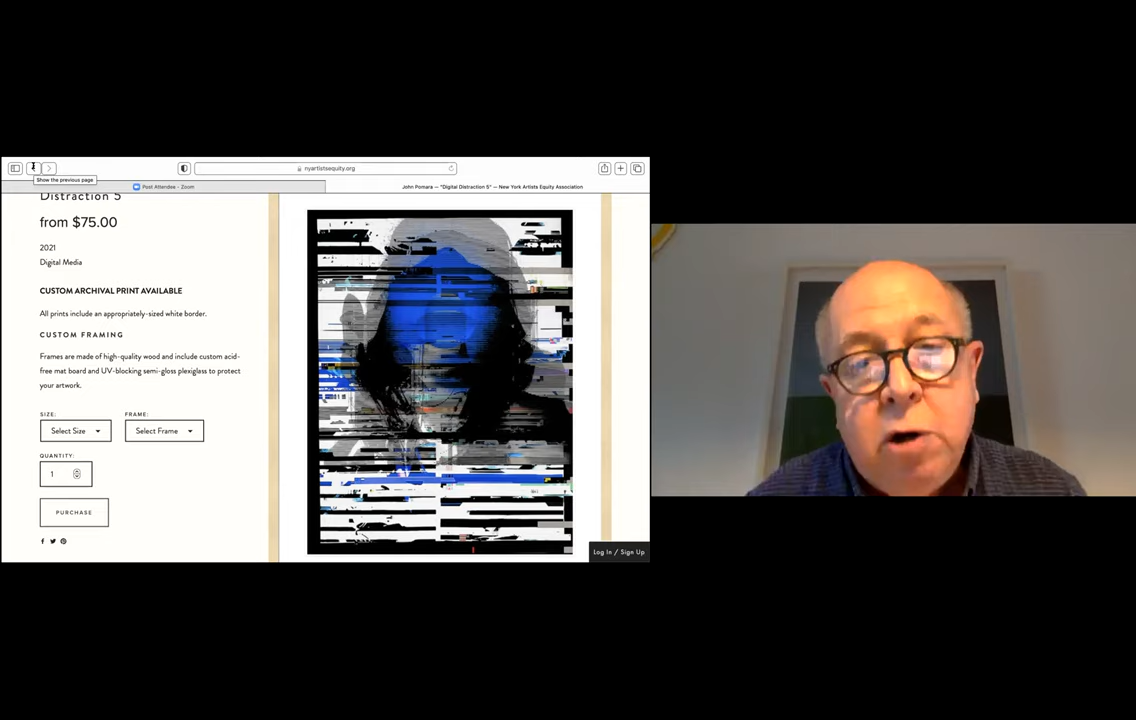 nyartistsequity.org
Show the previous page
Post Attendee - Zoom
John Pomara — "Digital Distraction 5" — New York Artists Equity Association
Distraction 5
from $75.00
2021
Digital Media
CUSTOM ARCHIVAL PRINT AVAILABLE
All prints include an appropriately-sized white border.
CUSTOM FRAMING
Frames are made of high-quality wood and include custom acid-
free mat board and UV-blocking semi-gloss plexiglass to protect
your artwork.
SIZE: FRAME:
Select Size Select Frame
QUANTITY:
1
PURCHASE
Log In / Sign Up